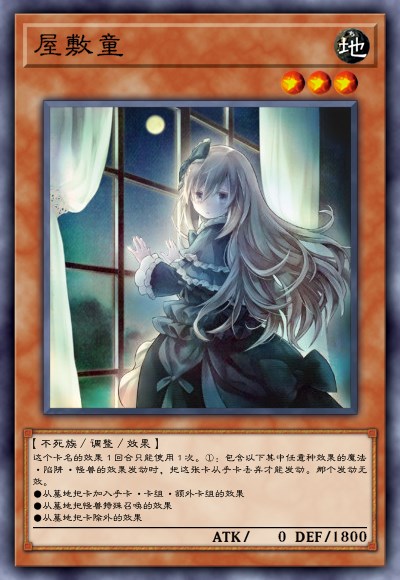 屋敷童
地
【不死族／调整／效果】
这个卡名的效果1回合只能使用1次。①：包含以下其中任意种效果的魔法
·陷阱·怪兽的效果发动时，把这张卡从手卡丢弃才能发动。那个发动无
效。
●从墓地把卡加入手卡·卡组·额外卡组的效果
●从墓地把怪兽特殊召唤的效果
●从墓地把卡除外的效果
ATK/ 0 DEF/1800